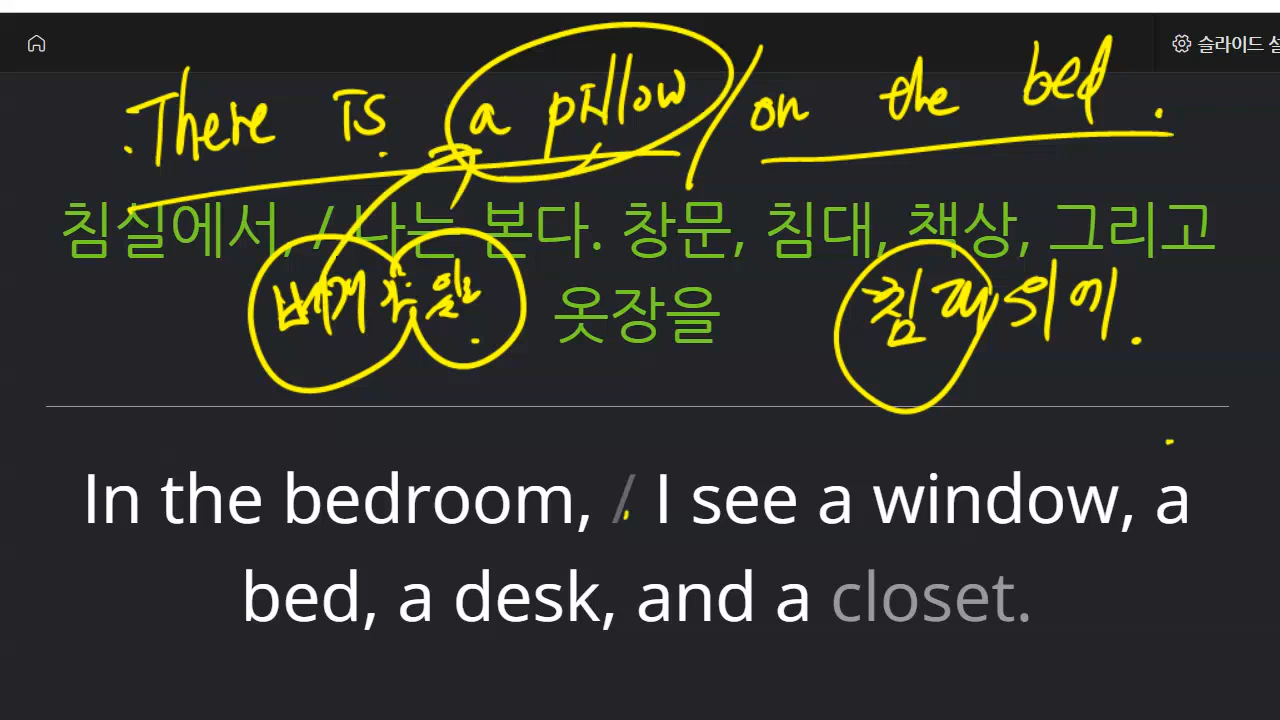 슬라이드 설
There is a pillow / on the bed.
침실에서, / 나는 본다. 창문, 침대, 책상, 그리고
옷장을
베게가 있다 침대위에.
In the bedroom, / I see a window, a
bed, a desk, and a closet.